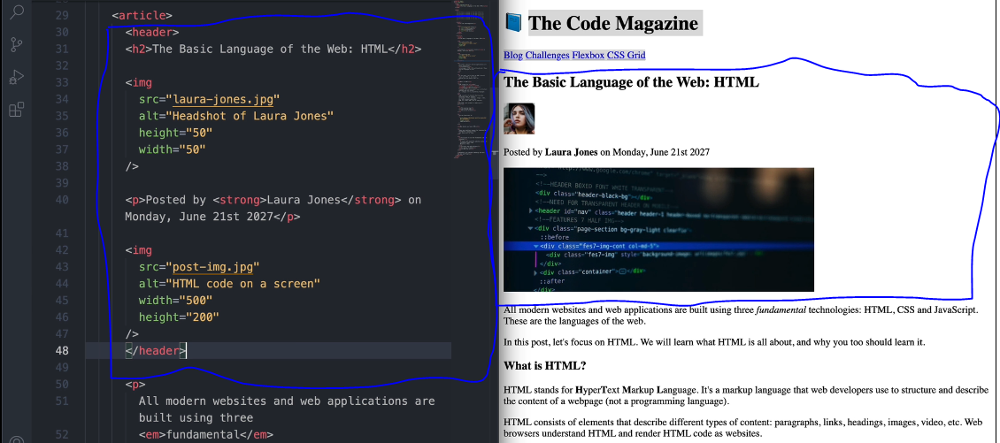 29 <article>
30 <header>
31 <h2>The Basic Language of the Web: HTML</h2>
32
33 <img
34 src="laura-jones.jpg"
35 alt="Headshot of Laura Jones"
36 height="50"
37 width="50"
38 />
39
40 <p>Posted by <strong>Laura Jones</strong> on
Monday, June 21st 2027</p>
41
42 <img
43 src="post-img.jpg"
44 alt="HTML code on a screen"
45 width="500"
46 height="200"
47 />
48 </header>
49
50 <p>
51 All modern websites and web applications are
built using three
52 <em>fundamental</em>
The Code Magazine
Blog Challenges Flexbox CSS Grid
The Basic Language of the Web: HTML
Posted by Laura Jones on Monday, June 21st 2027
-->
<!--HEADER BOXED FONT WHITE TRANSPARENT-->
<div class="header-black-bg"></div>
<!--NEED FOR TRANSPARENT HEADER ON MOBILE-->
<header id="nav" class="header header-1 header-boxed
<!--FEATURES 7 HALF IMG-->
<div class="page-section bg-gray-light clearfix">
::before
<div class="fes7-img-cont col-md-5">
<div class="fes7-img" style="background-image:
</div>
<div class="container"></div>
::after
</div>
All modern websites and web applications are built using three fundamental technologies: HTML, CSS and JavaScript.
These are the languages of the web.
In this post, let's focus on HTML. We will learn what HTML is all about, and why you too should learn it.
What is HTML?
HTML stands for HyperText Markup Language. It's a markup language that web developers use to structure and describe
the content of a webpage (not a programming language).
HTML consists of elements that describe different types of content: paragraphs, links, headings, images, video, etc. Web
browsers understand HTML and render HTML code as websites.